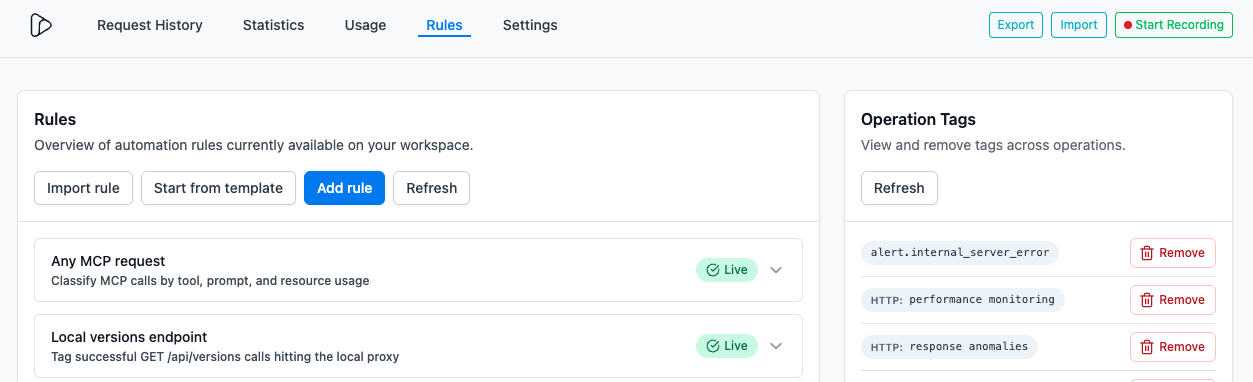 Request History
Statistics
Usage
Rules
Settings
Export
Import
Start Recording
Rules
Overview of automation rules currently available on your workspace.
Import rule
Start from template
Add rule
Refresh
Any MCP request
Classify MCP calls by tool, prompt, and resource usage
Live
Local versions endpoint
Tag successful GET /api/versions calls hitting the local proxy
Live
Operation Tags
View and remove tags across operations.
Refresh
alert.internal_server_error
Remove
HTTP: performance monitoring
Remove
HTTP: response anomalies
Remove